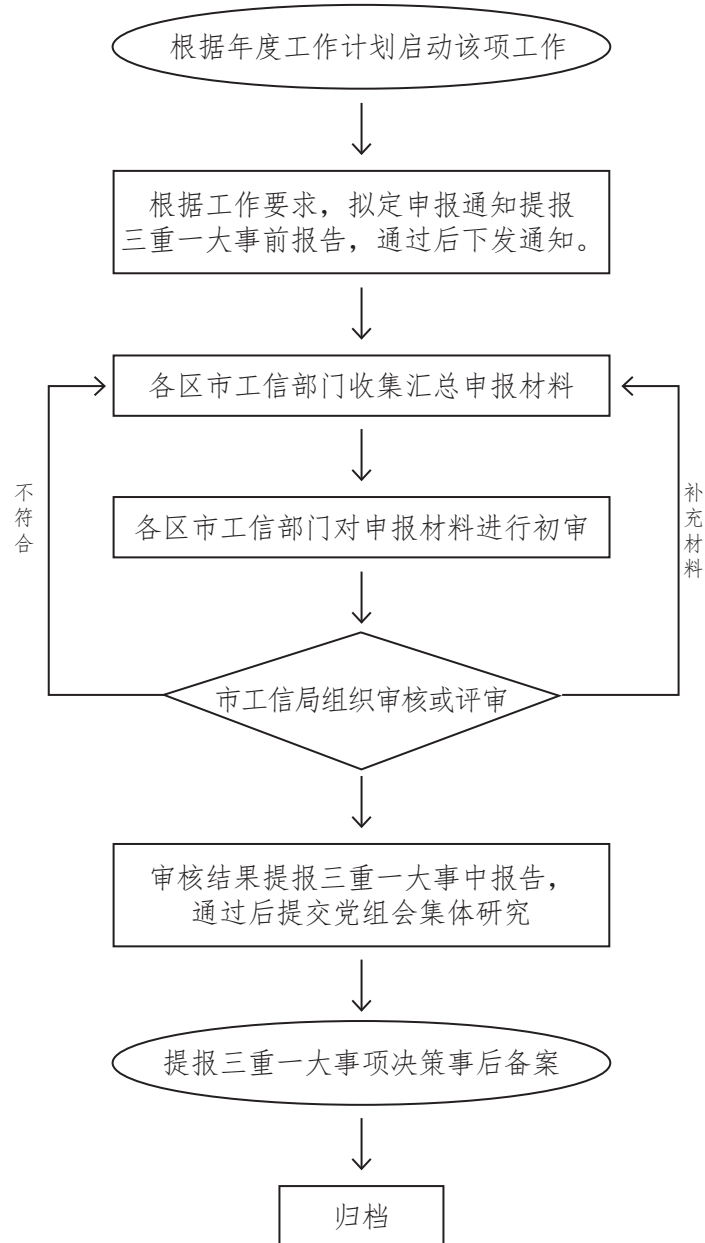 根据年度工作计划启动该项工作
根据工作要求，拟定申报通知提报
三重一大事前报告，通过后下发通知。
各区市工信部门收集汇总申报材料
不符合
补充材料
各区市工信部门对申报材料进行初审
市工信局组织审核或评审
审核结果提报三重一大事中报告，
通过后提交党组会集体研究
提报三重一大事项决策事后备案
归档